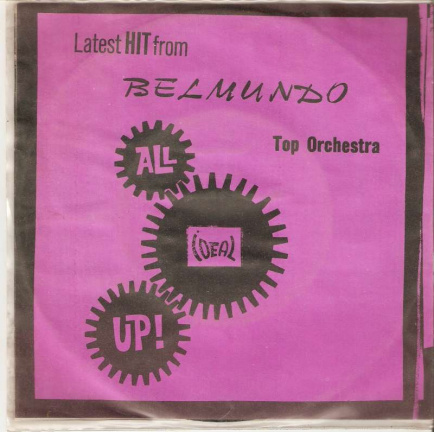 Latest HIT from
BELMUNDO
Top Orchestra
ALL
iDEAL
UP!